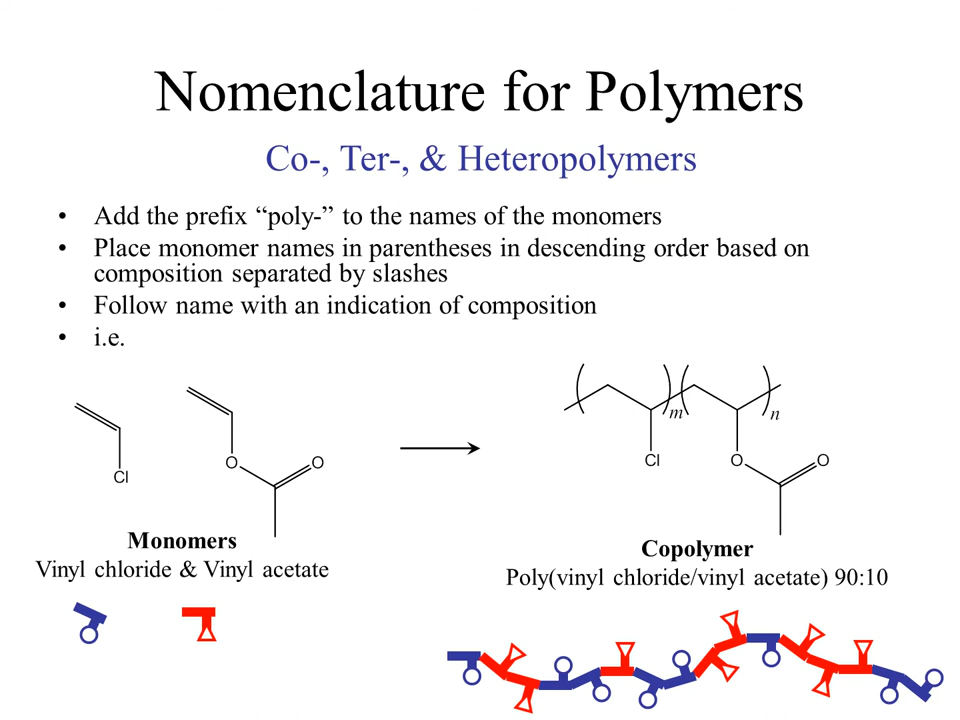 Nomenclature for Polymers
Co-, Ter-, & Heteropolymers
• Add the prefix “poly-” to the names of the monomers
• Place monomer names in parentheses in descending order based on
composition separated by slashes
• Follow name with an indication of composition
• i.e.
Cl
O
O
Monomers
Vinyl chloride & Vinyl acetate
m
n
Cl
O
O
Copolymer
Poly(vinyl chloride/vinyl acetate) 90:10